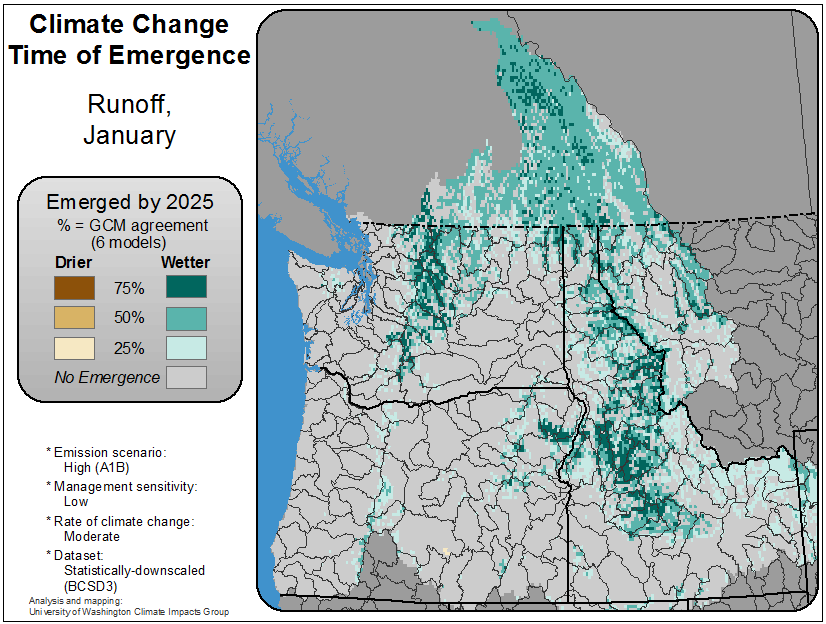 Climate Change
Time of Emergence
Runoff,
January
Emerged by 2025
% = GCM agreement
(6 models)
Drier Wetter
75%
50%
25%
No Emergence
* Emission scenario:
High (A1B)
* Management sensitivity:
Low
* Rate of climate change:
Moderate
* Dataset:
Statistically-downscaled
(BCSD3)
Analysis and mapping:
University of Washington Climate Impacts Group